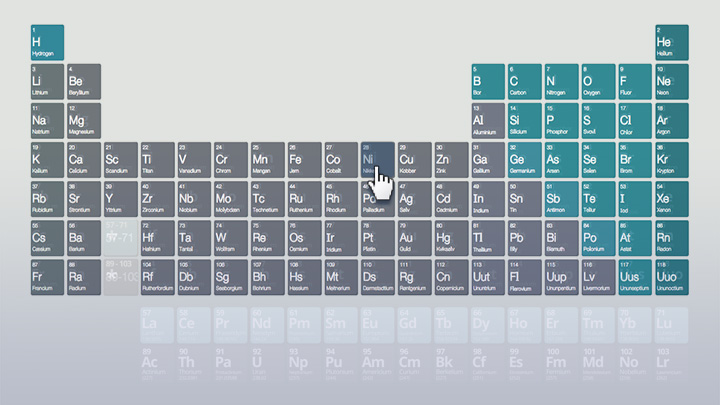 1 2
H He
Hydrogen Helium
3 4 5 6 7 8 9 10
Li Be B C N O F Ne
Lithium Beryllium Bor Carbon Nitrogen Oxygen Fluor Neon
11 12 13 14 15 16 17 18
Na Mg Al Si P S Cl Ar
Natrium Magnesium Aluminium Silicium Phosphor Svovl Chlor Argon
19 20 21 22 23 24 25 26 27 28 29 30 31 32 33 34 35 36
K Ca Sc Ti V Cr Mn Fe Co Ni Cu Zn Ga Ge As Se Br Kr
Kalium Calcium Scandium Titan Vanadium Chrom Mangan Jern Cobalt Kobber Zink Gallium Germanium Arsen Selen Brom Krypton
37 38 39 40 41 42 43 44 45 46 47 48 49 50 51 52 53 54
Rb Sr Y Zr Nb Mo Tc Ru Rh Ag Cd In Sn Sb Te I Xe
Rubidium Strontium Yttrium Zirconium Niobium Molybdæn Technetium Ruthenium Rhodium Palladium Sølv Cadmium Indium Tin Antimon Tellur Iod Xenon
55 56 57-71 72 73 74 75 76 77 78 79 80 81 82 83 84 85 86
Cs Ba * Hf Ta W Re Os Ir Pt Au Hg Tl Pb Bi Po At Rn
Cæsium Barium Hafnium Tantal Wolfram Rhenium Osmium Iridium Platin Guld Kviksølv Thallium Bly Bismuth Polonium Astat Radon
87 88 89-103 104 105 106 107 108 109 110 111 112 113 114 115 116 117 118
Fr Ra * Rf Db Sg Bh Hs Mt Ds Rg Cn Uut Fl Uup Lv Uus Uuo
Francium Radium Rutherfordium Dubnium Seaborgium Bohrium Hassium Meitnerium Darmstadtium Røntgenium Copernicium Ununtrium Flerovium Ununpentium Livermorium Ununseptium Ununoctium
57 58 59 60 61 62 63 64 65 66 67 68 69 70 71
La Ce Pr Nd Pm Sm Eu Gd Tb Dy Ho Er Tm Yb Lu
89 90 91 92 93 94 95 96 97 98 99 100 101 102 103
Ac Th Pa U Np Pu Am Cm Bk Cf Es Fm Md No Lr